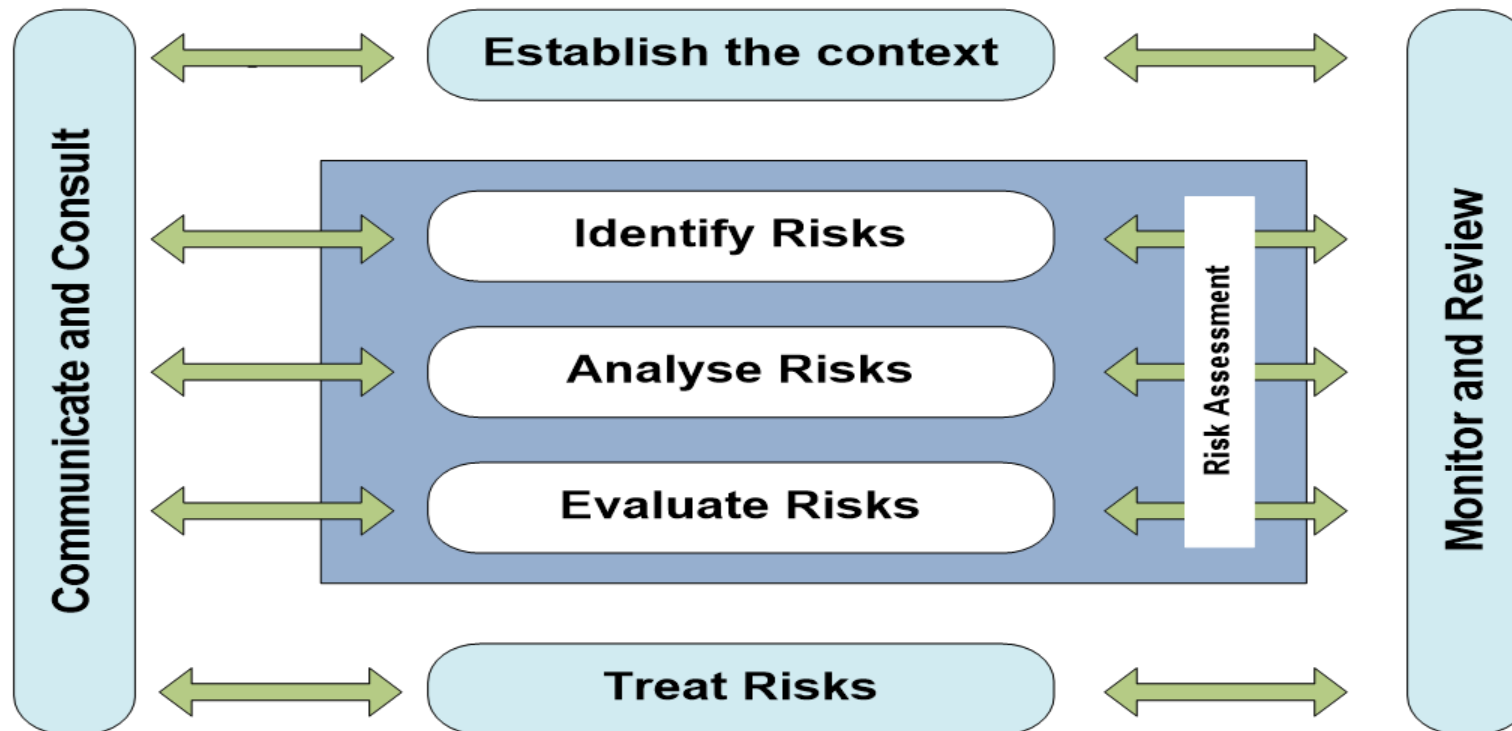 Communicate and Consult
Establish the context
Identify Risks
Analyse Risks
Evaluate Risks
Treat Risks
Risk Assessment
Monitor and Review